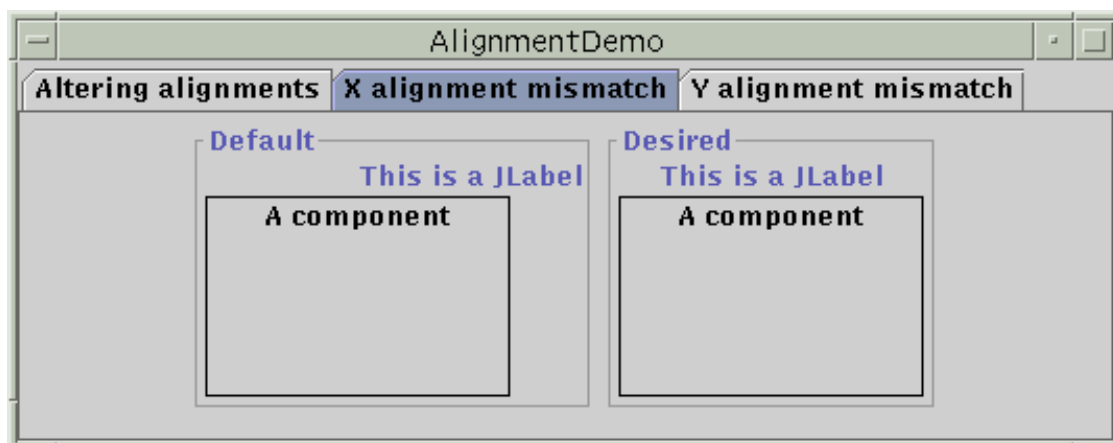 AlignmentDemo
Altering alignments X alignment mismatch Y alignment mismatch
Default
This is a JLabel
A component
Desired
This is a JLabel
A component